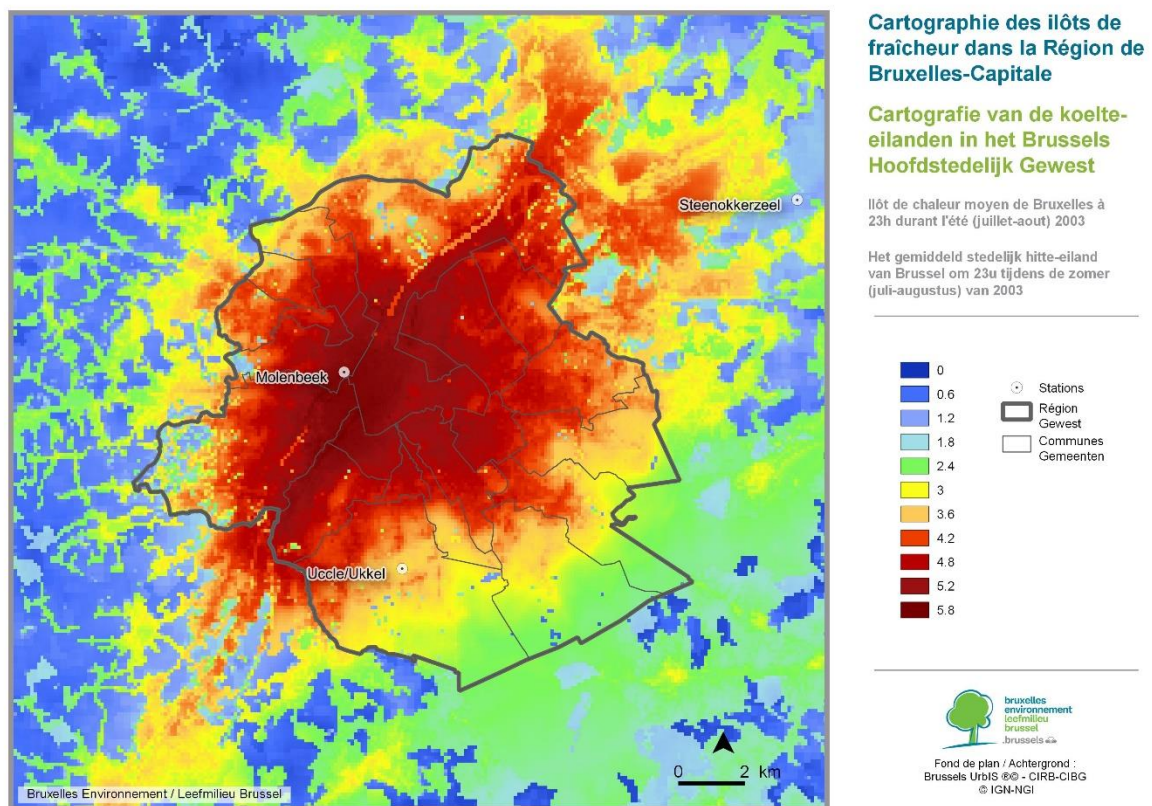 Cartographie des ilôts de
fraîcheur dans la Région de
Bruxelles-Capitale
Cartografie van de koelte-
eilanden in het Brussels
Hoofdstedelijk Gewest
Ilôt de chaleur moyen de Bruxelles à
23h durant l'été (juillet-aout) 2003
Het gemiddeld stedelijk hitte-eiland
van Brussel om 23u tijdens de zomer
(juli-augustus) van 2003
Steenokkerzeel
Molenbeek
Uccle/Ukkel
0
0.6
1.2
1.8
2.4
3
3.6
4.2
4.8
5.2
5.8
Stations
Région
Gewest
Communes
Gemeenten
0 2 km
Bruxelles Environnement / Leefmilieu Brussel
bruxelles
environnement
leefmilieu
brussel
.brussels
Fond de plan / Achtergrond :
Brussels UrbIS ®© - CIRB-CIBG
© IGN-NGI